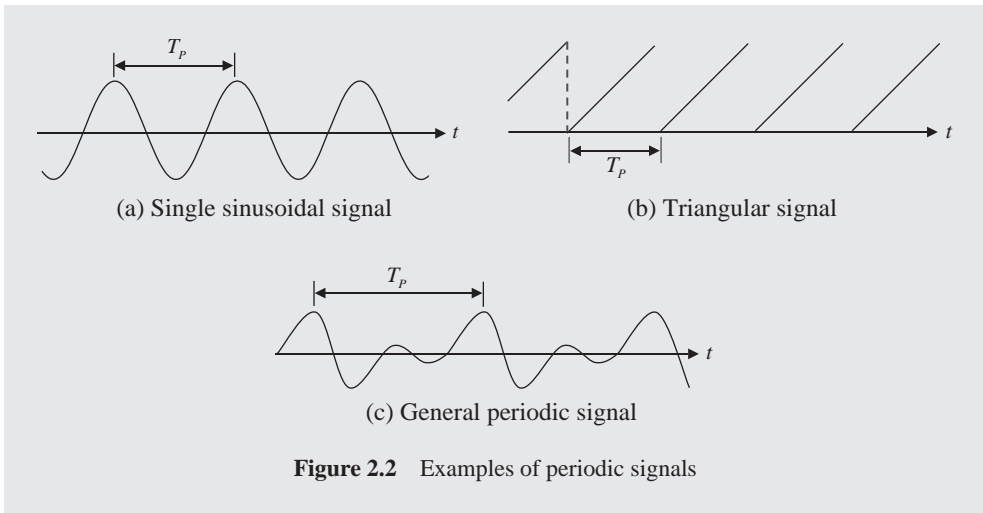 T_P
t
(a) Single sinusoidal signal
T_P
t
(b) Triangular signal
T_P
t
(c) General periodic signal
Figure 2.2 Examples of periodic signals